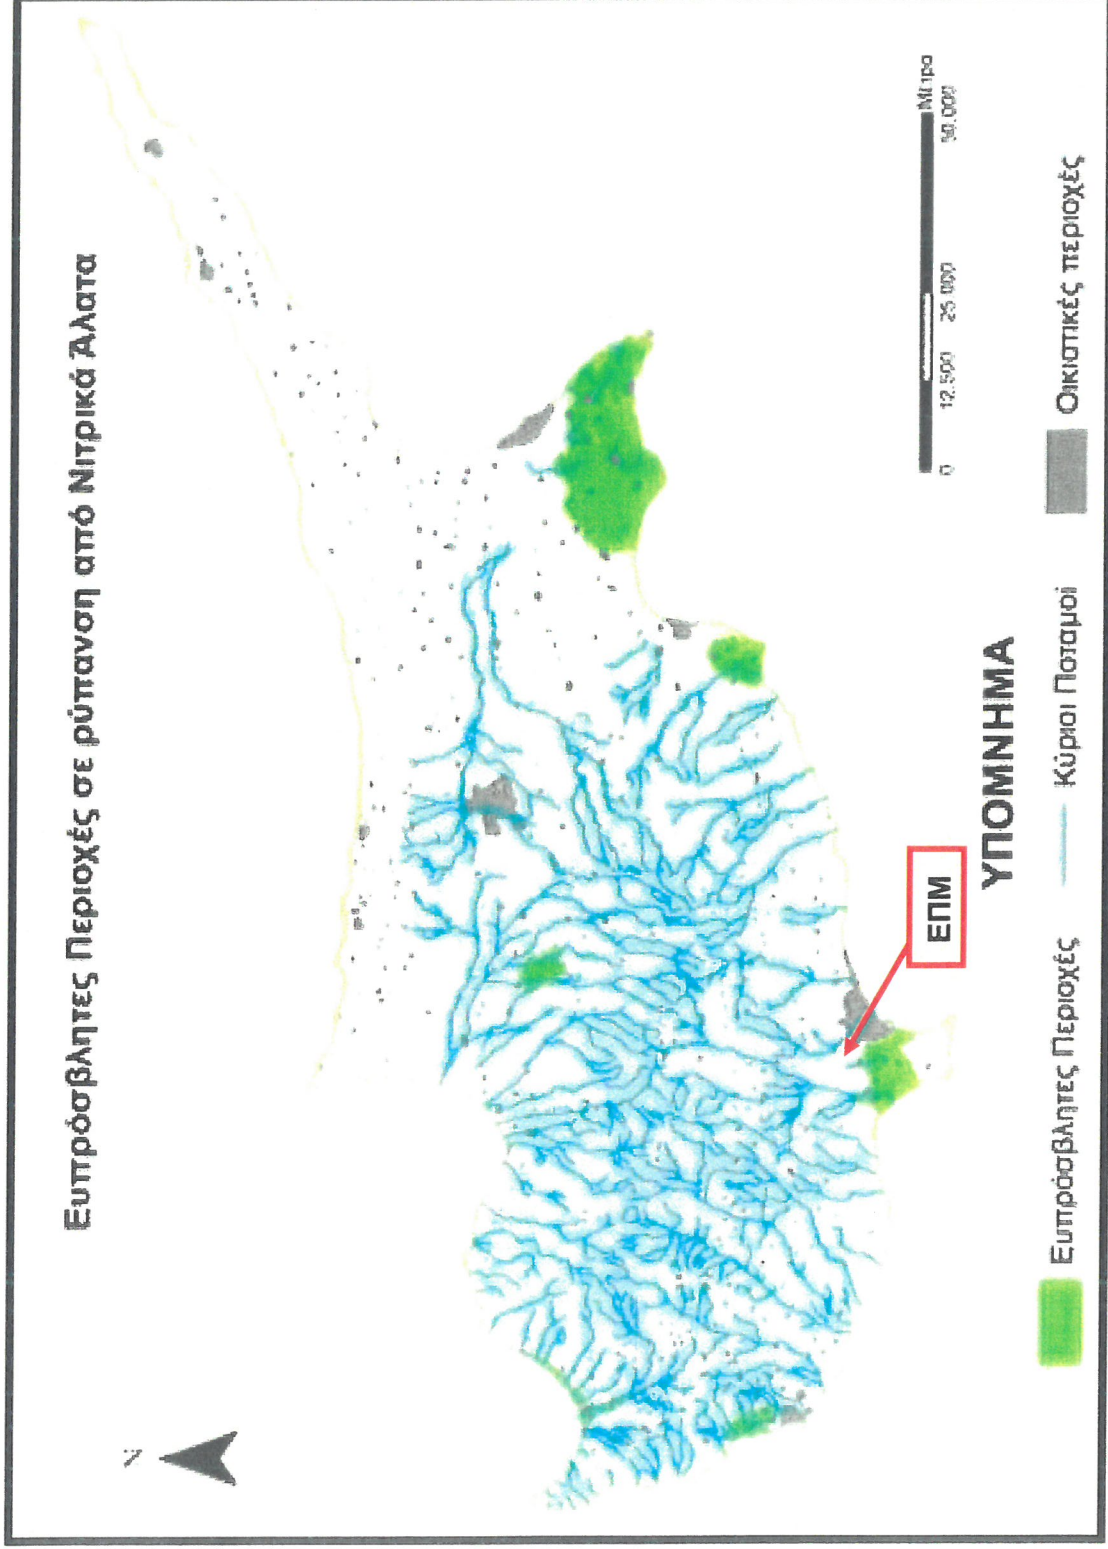 Ευπρόσβλητες Περιοχές σε ρύπανση από Νιτρικά Άλατα
N
Μέτρα
0 12.500 25.000 50.000
ΕΠΜ
ΥΠΟΜΝΗΜΑ
Ευπρόσβλητες Περιοχές
Κύριοι Ποταμοί
Οικιστικές περιοχές